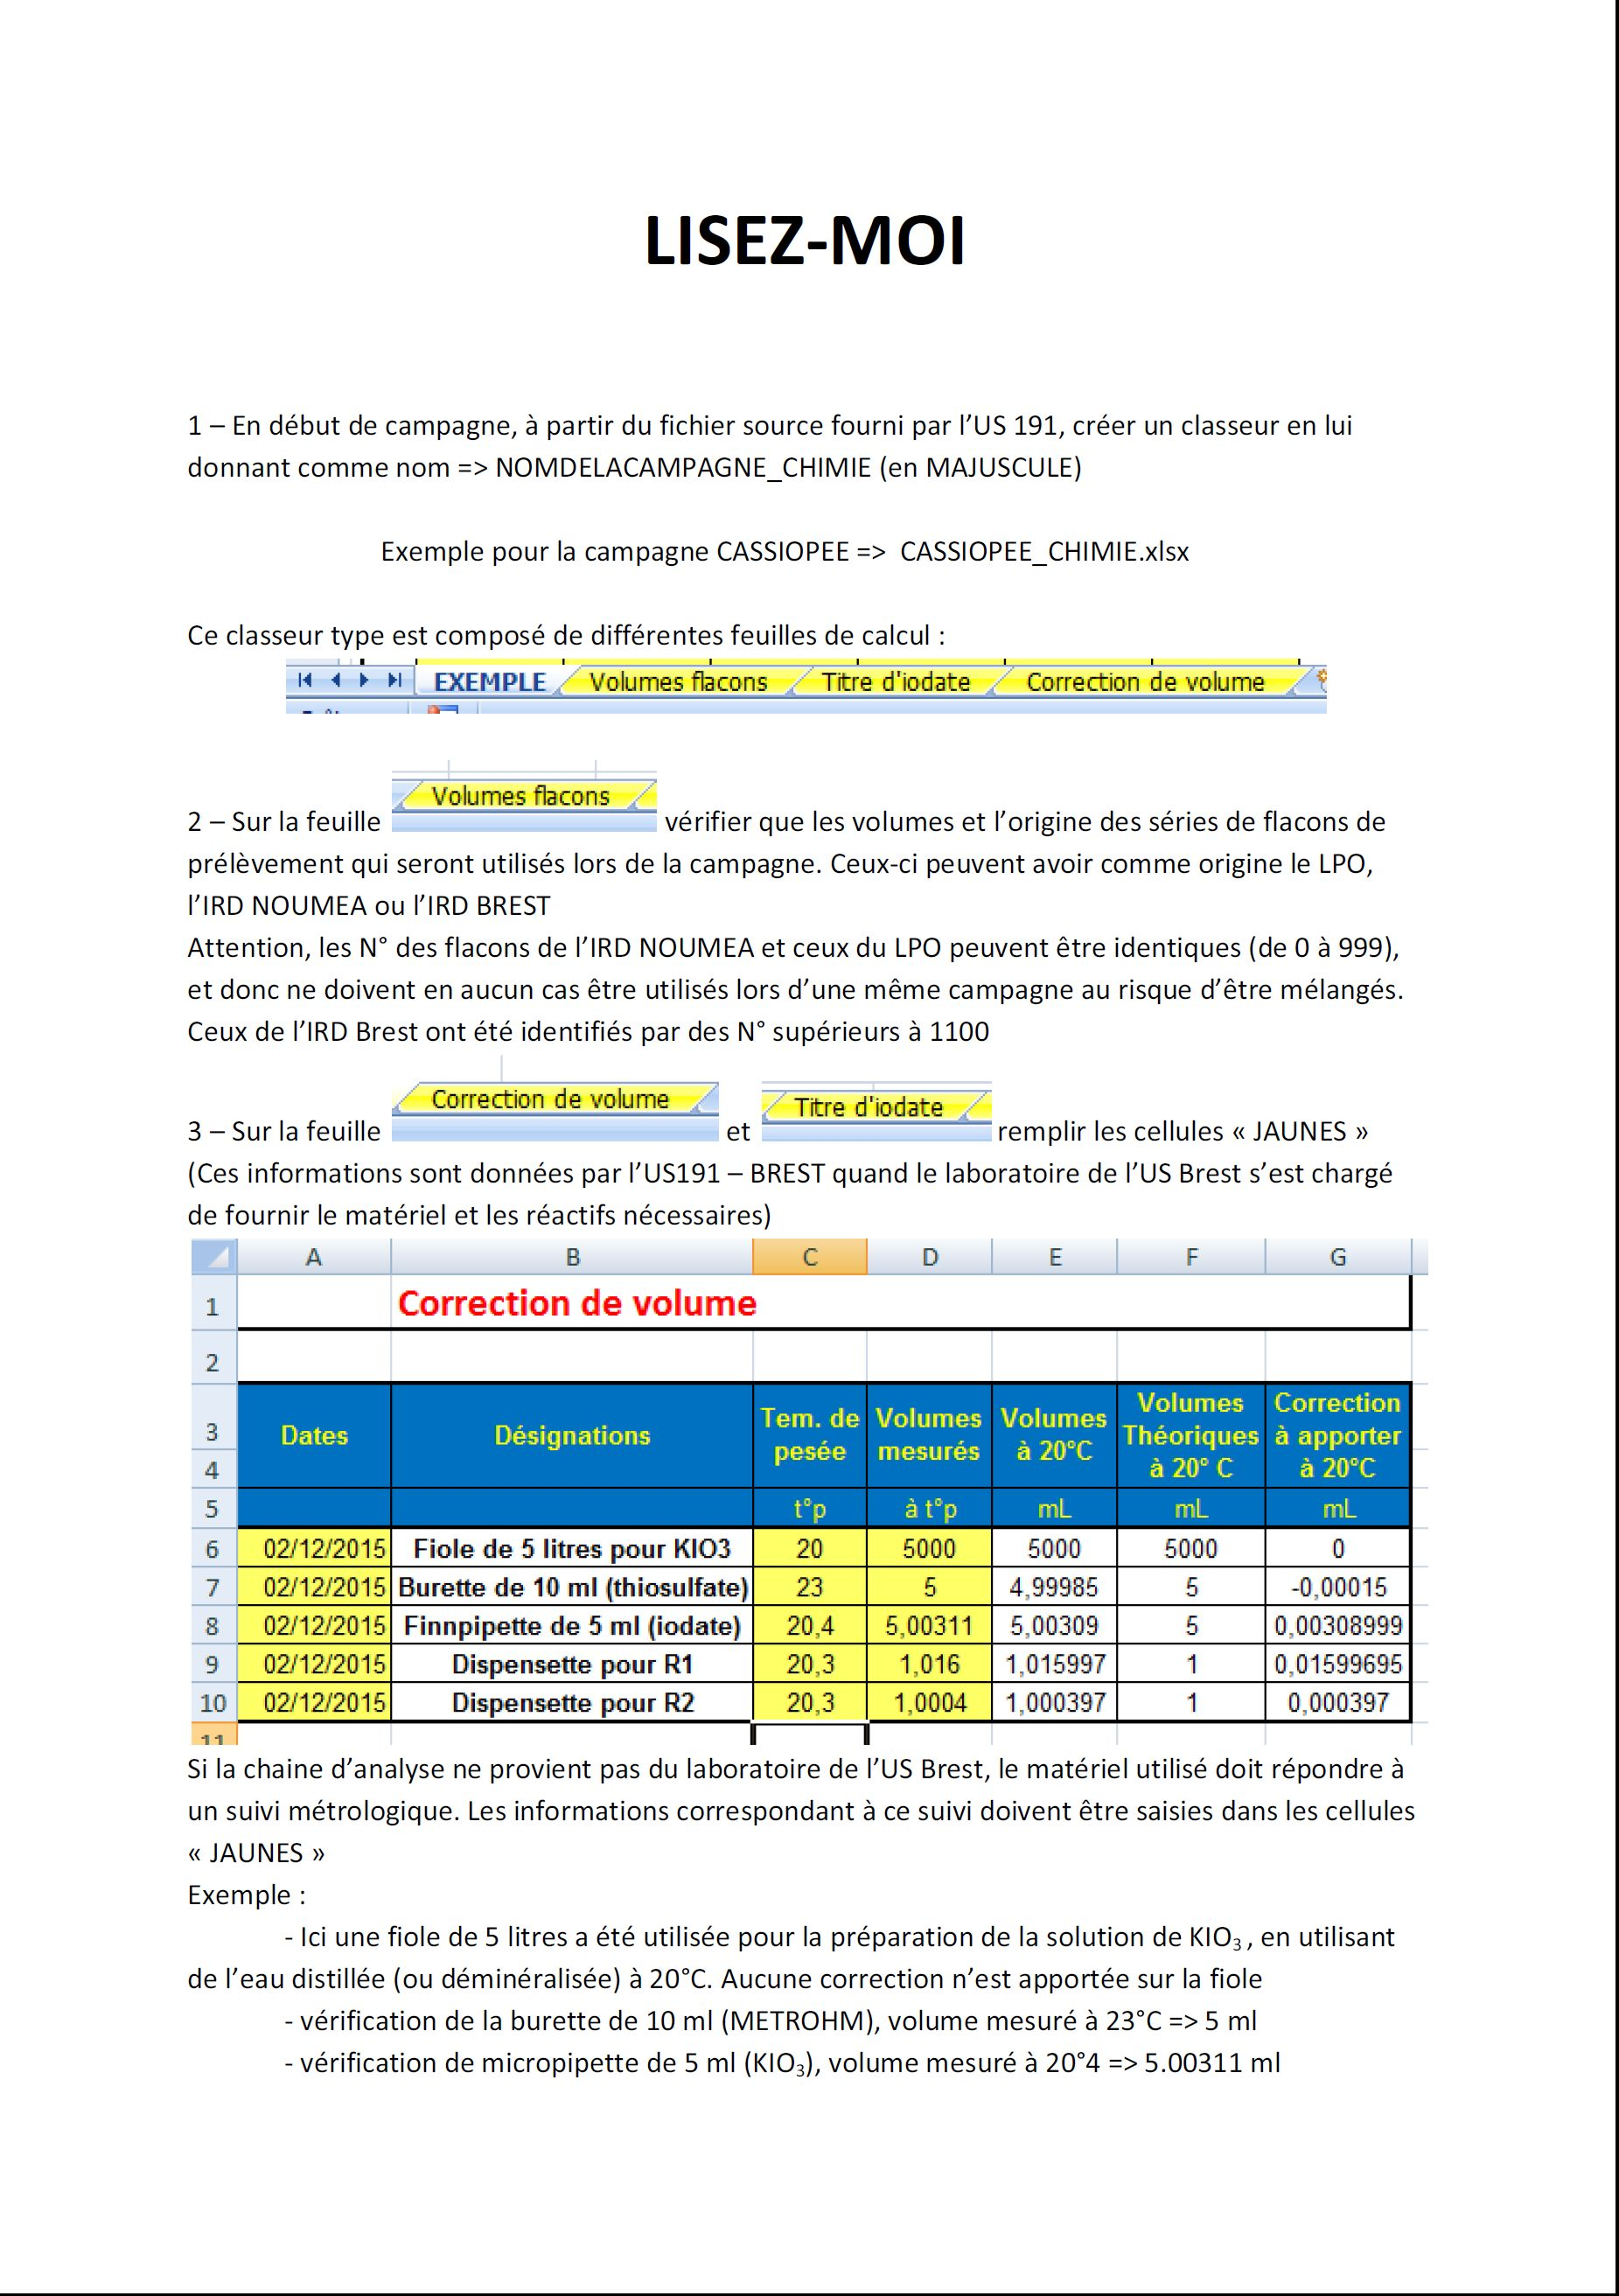 LISEZ-MOI
1 – En début de campagne, à partir du fichier source fourni par l’US 191, créer un classeur en lui
donnant comme nom => NOMDELACAMPAGNE_CHIMIE (en MAJUSCULE)
Exemple pour la campagne CASSIOPEE => CASSIOPEE_CHIMIE.xlsx
Ce classeur type est composé de différentes feuilles de calcul :
EXEMPLE Volumes flacons Titre d'iodate Correction de volume
2 – Sur la feuille Volumes flacons vérifier que les volumes et l’origine des séries de flacons de
prélèvement qui seront utilisés lors de la campagne. Ceux-ci peuvent avoir comme origine le LPO,
l’IRD NOUMEA ou l’IRD BREST
Attention, les N° des flacons de l’IRD NOUMEA et ceux du LPO peuvent être identiques (de 0 à 999),
et donc ne doivent en aucun cas être utilisés lors d’une même campagne au risque d’être mélangés.
Ceux de l’IRD Brest ont été identifiés par des N° supérieurs à 1100
3 – Sur la feuille Correction de volume et Titre d'iodate remplir les cellules « JAUNES »
(Ces informations sont données par l’US191 – BREST quand le laboratoire de l’US Brest s’est chargé
de fournir le matériel et les réactifs nécessaires)
A B C D E F G
1 Correction de volume
2
3 4 Dates Désignations Tem. de pesée Volumes mesurés Volumes à 20°C Volumes Théoriques à 20° C Correction à apporter à 20°C
5 t°p à t°p mL mL mL
6 02/12/2015 Fiole de 5 litres pour KIO3 20 5000 5000 5000 0
7 02/12/2015 Burette de 10 ml (thiosulfate) 23 5 4,99985 5 -0,00015
8 02/12/2015 Finnpipette de 5 ml (iodate) 20,4 5,00311 5,00309 5 0,00308999
9 02/12/2015 Dispensette pour R1 20,3 1,016 1,015997 1 0,01599695
10 02/12/2015 Dispensette pour R2 20,3 1,0004 1,000397 1 0,000397
11
Si la chaine d’analyse ne provient pas du laboratoire de l’US Brest, le matériel utilisé doit répondre à
un suivi métrologique. Les informations correspondant à ce suivi doivent être saisies dans les cellules
« JAUNES »
Exemple :
- Ici une fiole de 5 litres a été utilisée pour la préparation de la solution de KIO₃ , en utilisant
de l’eau distillée (ou déminéralisée) à 20°C. Aucune correction n’est apportée sur la fiole
- vérification de la burette de 10 ml (METROHM), volume mesuré à 23°C => 5 ml
- vérification de micropipette de 5 ml (KIO₃), volume mesuré à 20°4 => 5.00311 ml